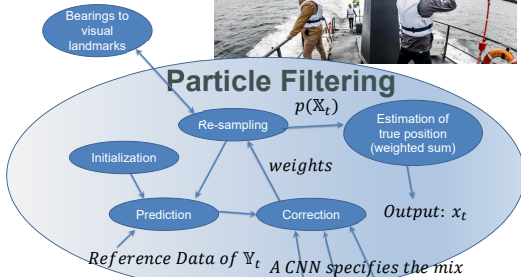 Bearings to
visual
landmarks
Particle Filtering
p(𝕏ₜ)
Re-sampling
Estimation of
true position
(weighted sum)
Initialization
weights
Prediction
Correction
Output: xₜ
Reference Data of 𝕐ₜ
A CNN specifies the mix